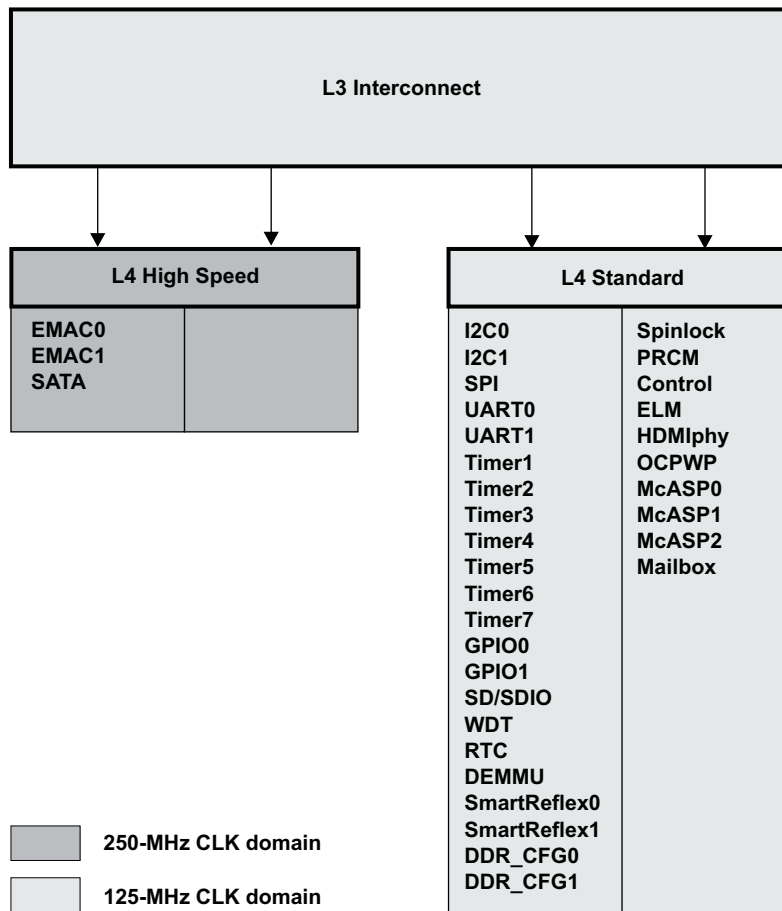 L3 Interconnect
L4 High Speed
EMAC0
EMAC1
SATA
L4 Standard
I2C0
I2C1
SPI
UART0
UART1
Timer1
Timer2
Timer3
Timer4
Timer5
Timer6
Timer7
GPIO0
GPIO1
SD/SDIO
WDT
RTC
DEMMU
SmartReflex0
SmartReflex1
DDR_CFG0
DDR_CFG1
Spinlock
PRCM
Control
ELM
HDMIphy
OCPWP
McASP0
McASP1
McASP2
Mailbox
250-MHz CLK domain
125-MHz CLK domain